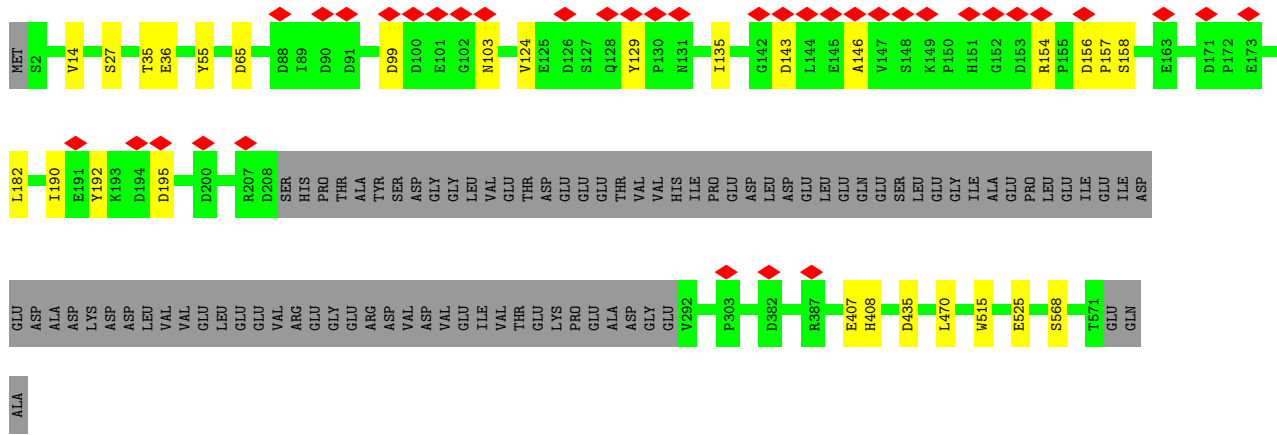 MET S2 V14 S27 T35 E36 Y55 D65 D88 I89 D90 D91 D99 D100 E101 G102 N103 V124 E125 D126 S127 Q128 Y129 P130 N131 I135 G142 D143 L144 E145 A146 V147 S148 K149 P150 H151 G152 D153 R154 P155 D156 P157 S158 E163 D171 P172 E173
L182 I190 E191 Y192 K193 D194 D195 D200 R207 D208 SER HIS PRO THR ALA TYR SER ASP GLY GLY LEU VAL GLU THR ASP GLU GLU GLU THR VAL VAL HIS ILE PRO GLU ASP LEU ASP GLU LEU GLU GLN GLU SER LEU GLU GLY ILE ALA GLU PRO LEU GLU ILE GLU ILE ASP
GLU ASP ALA ASP LYS ASP ASP LEU VAL VAL GLU LEU GLU GLU VAL ARG GLU GLY GLU ARG ASP VAL ASP VAL GLU ILE VAL THR GLU LYS PRO GLU ALA ASP GLY GLU V292 P303 D382 R387 E407 H408 D435 L470 W515 E525 S568 T571 GLU GLN
ALA